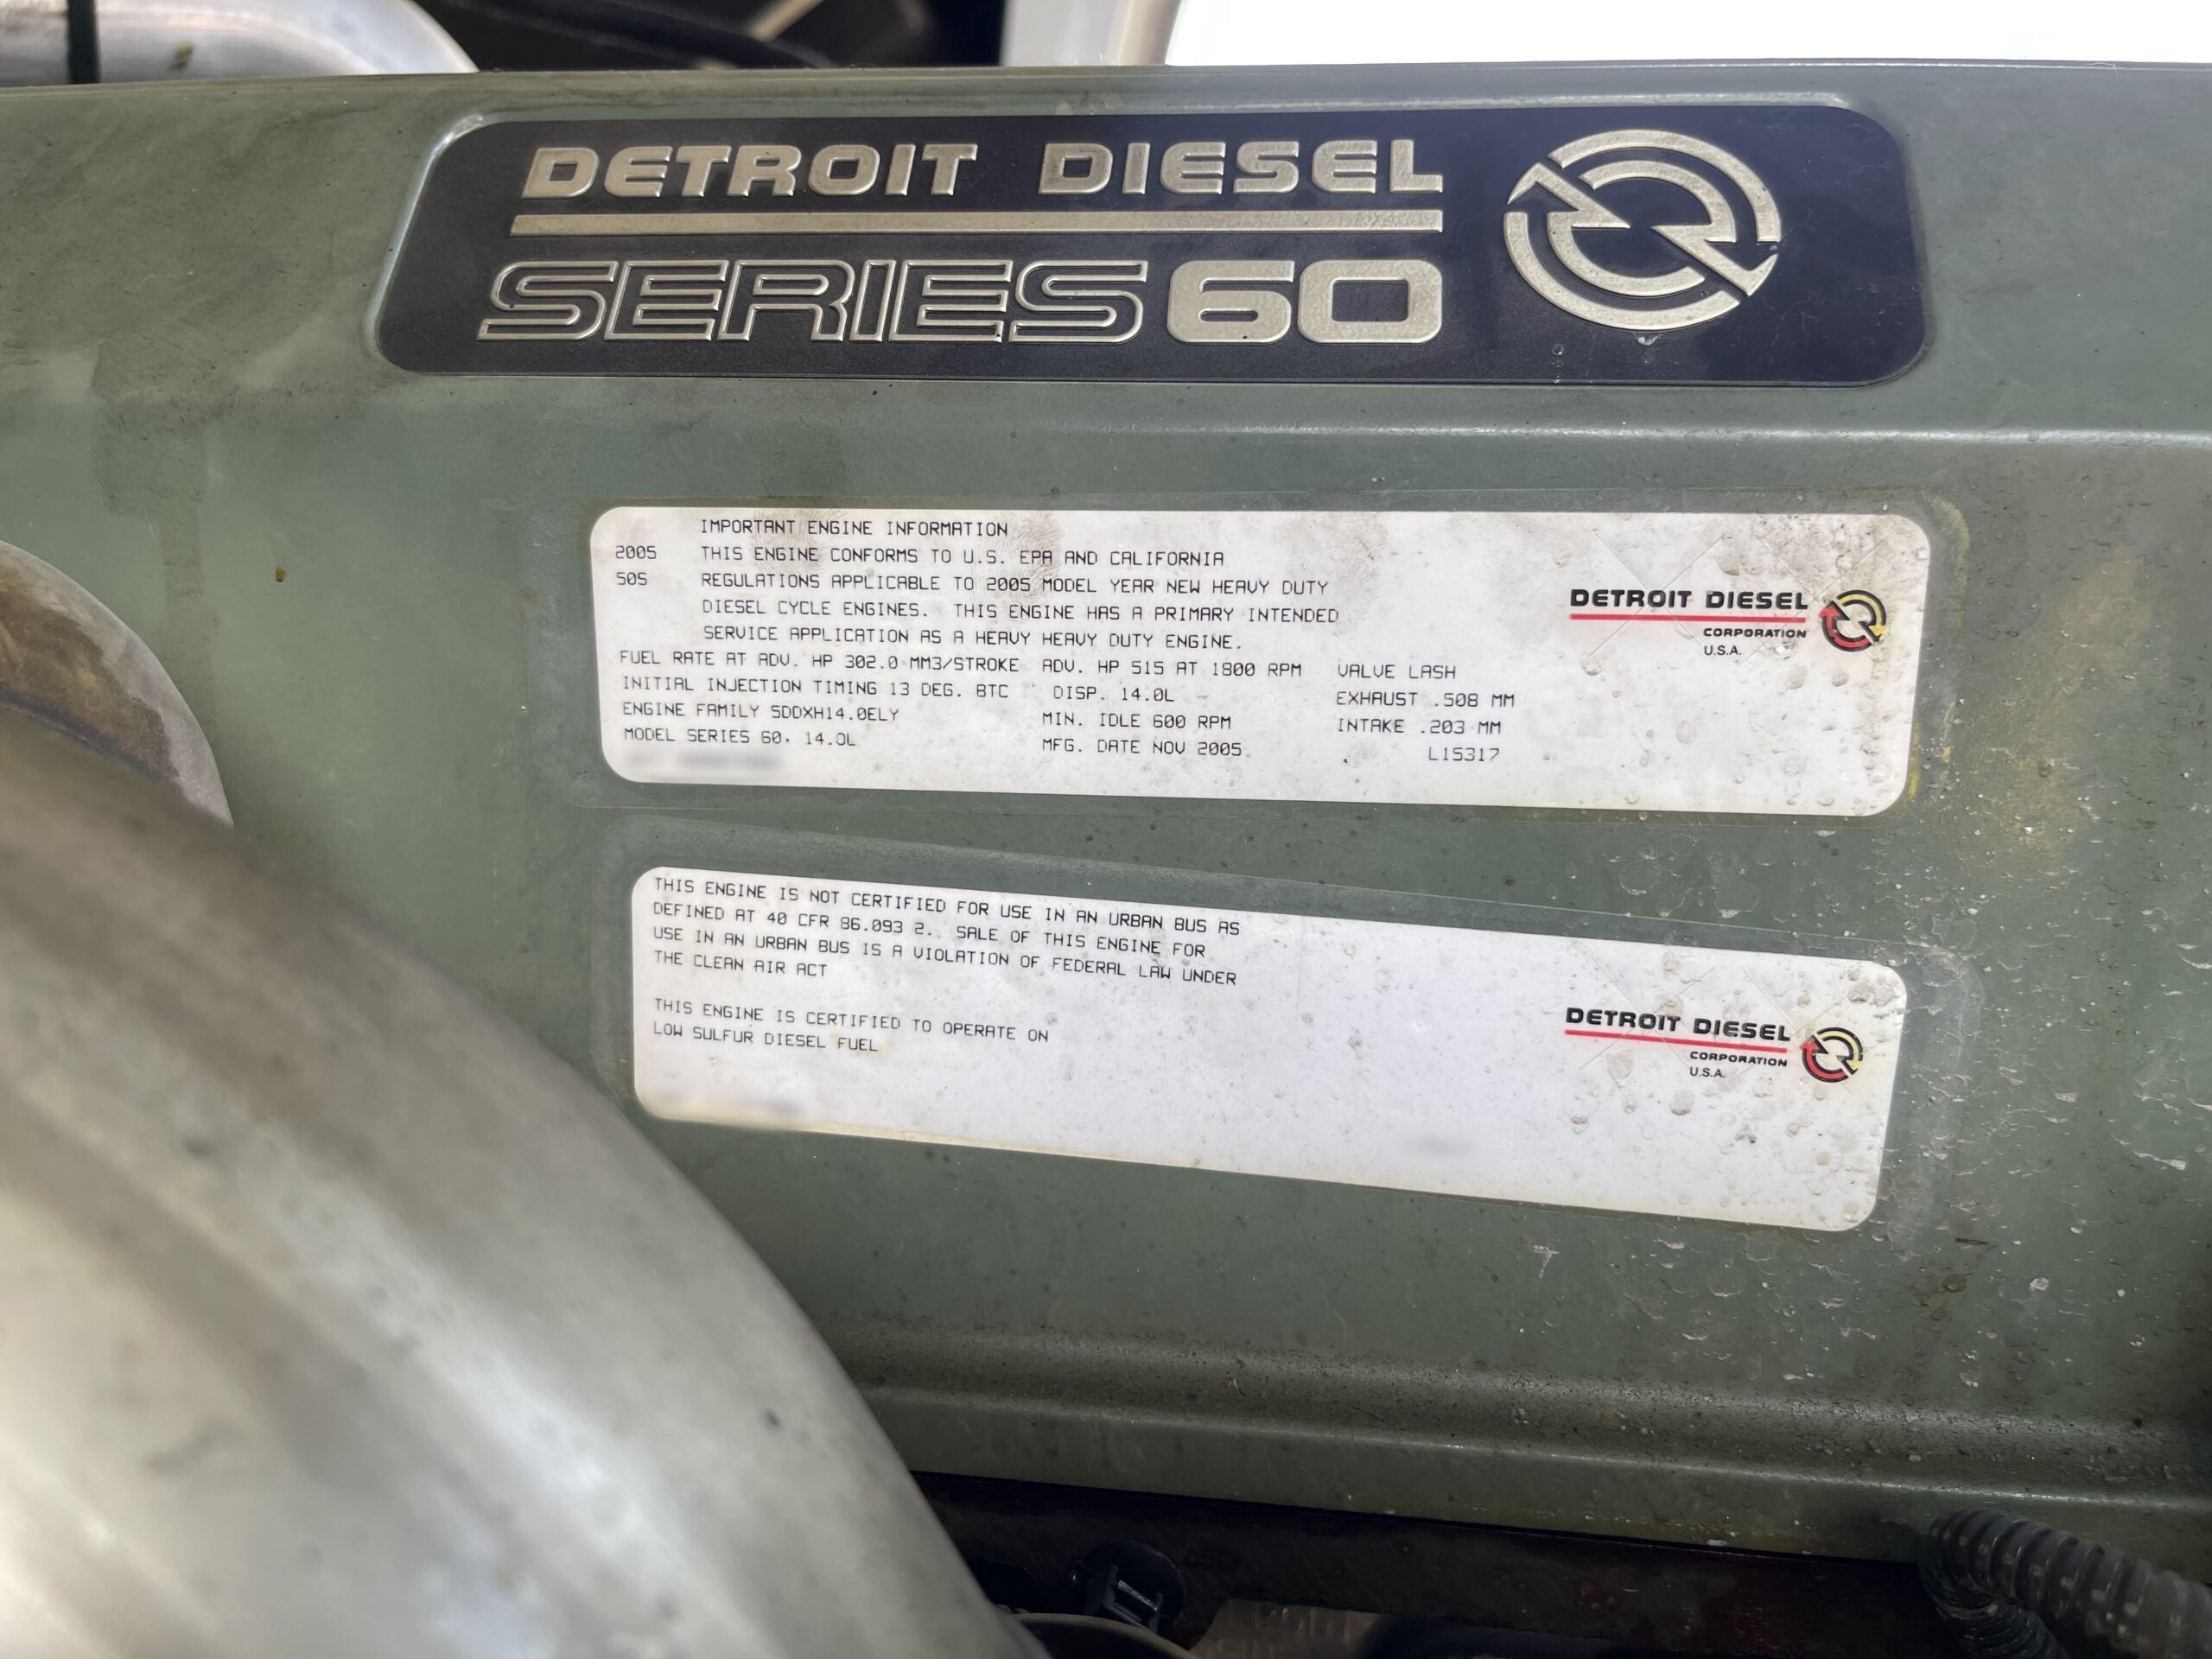 DETROIT DIESEL
SERIES 60
IMPORTANT ENGINE INFORMATION
2005 THIS ENGINE CONFORMS TO U.S. EPA AND CALIFORNIA
505 REGULATIONS APPLICABLE TO 2005 MODEL YEAR NEW HEAVY DUTY
DIESEL CYCLE ENGINES. THIS ENGINE HAS A PRIMARY INTENDED
SERVICE APPLICATION AS A HEAVY HEAVY DUTY ENGINE.
FUEL RATE AT ADV. HP 302.0 MM3/STROKE ADV. HP 515 AT 1800 RPM VALVE LASH
INITIAL INJECTION TIMING 13 DEG. BTC DISP. 14.0L EXHAUST .508 MM
ENGINE FAMILY 5DDXH14.0ELY MIN. IDLE 600 RPM INTAKE .203 MM
MODEL SERIES 60, 14.0L MFG. DATE NOV 2005 L15317
DETROIT DIESEL
CORPORATION
U.S.A.
THIS ENGINE IS NOT CERTIFIED FOR USE IN AN URBAN BUS AS
DEFINED AT 40 CFR 86.093 2. SALE OF THIS ENGINE FOR
USE IN AN URBAN BUS IS A VIOLATION OF FEDERAL LAW UNDER
THE CLEAN AIR ACT
THIS ENGINE IS CERTIFIED TO OPERATE ON
LOW SULFUR DIESEL FUEL
DETROIT DIESEL
CORPORATION
U.S.A.